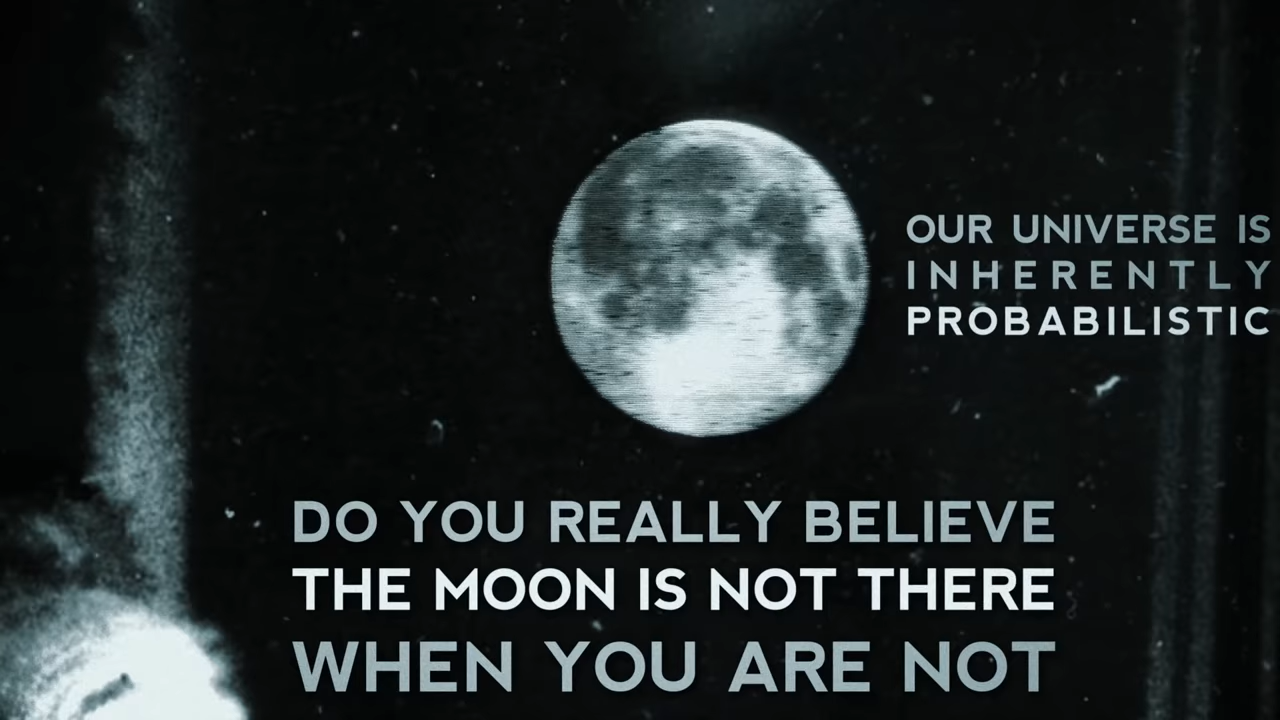 OUR UNIVERSE IS
INHERENTLY
PROBABILISTIC
DO YOU REALLY BELIEVE
THE MOON IS NOT THERE
WHEN YOU ARE NOT